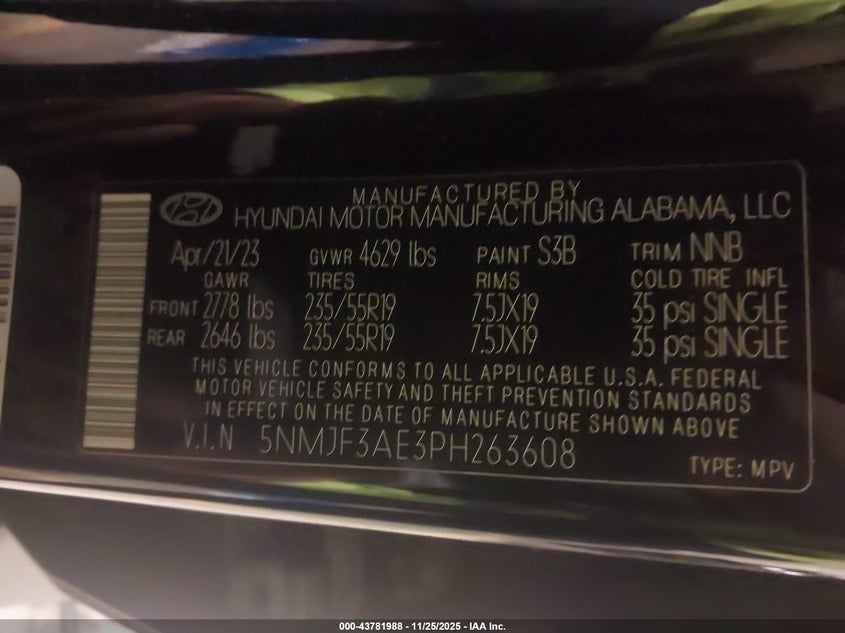 MANUFACTURED BY
HYUNDAI MOTOR MANUFACTURING ALABAMA, LLC
Apr/21/23 GVWR 4629 lbs PAINT S3B TRIM NNB
GAWR TIRES RIMS COLD TIRE INFL
FRONT 2778 lbs 235/55R19 7.5JX19 35 psi SINGLE
REAR 2646 lbs 235/55R19 7.5JX19 35 psi SINGLE
THIS VEHICLE CONFORMS TO ALL APPLICABLE U.S.A. FEDERAL
MOTOR VEHICLE SAFETY AND THEFT PREVENTION STANDARDS
IN EFFECT ON THE DATE OF MANUFACTURE SHOWN ABOVE
V.I.N 5NMJF3AE3PH263608
TYPE: MPV
000-43781988 - 11/25/2025 - IAA Inc.